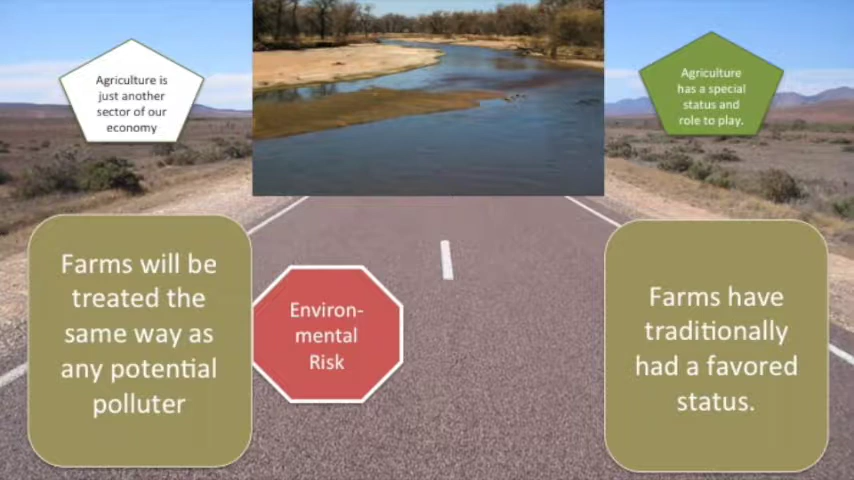 Agriculture is
just another
sector of our
economy
Agriculture
has a special
status and
role to play.
Farms will be
treated the
same way as
any potential
polluter
Environ-
mental
Risk
Farms have
traditionally
had a favored
status.